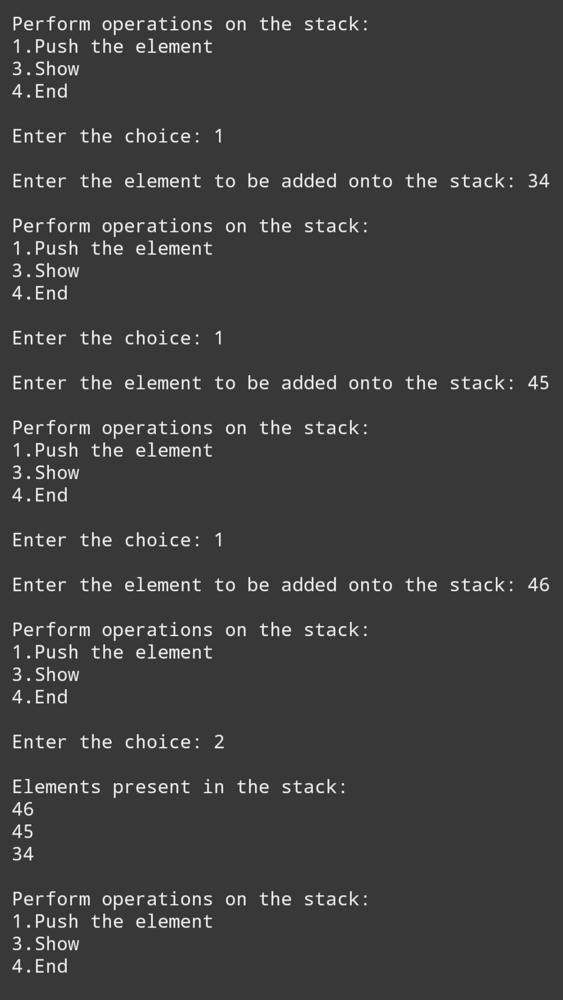 Perform operations on the stack:
1.Push the element
3.Show
4.End
Enter the choice: 1
Enter the element to be added onto the stack: 34
Perform operations on the stack:
1.Push the element
3.Show
4.End
Enter the choice: 1
Enter the element to be added onto the stack: 45
Perform operations on the stack:
1.Push the element
3.Show
4.End
Enter the choice: 1
Enter the element to be added onto the stack: 46
Perform operations on the stack:
1.Push the element
3.Show
4.End
Enter the choice: 2
Elements present in the stack:
46
45
34
Perform operations on the stack:
1.Push the element
3.Show
4.End